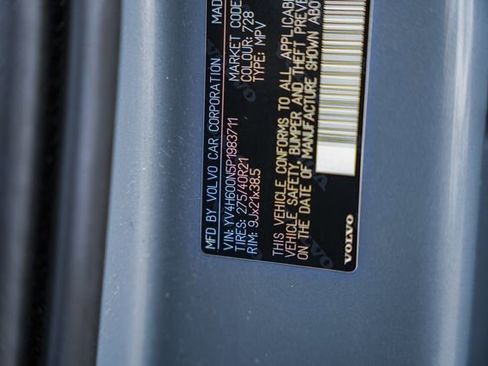 MFD BY VOLVO CAR CORPORATION MAD
VIN: YV4H600N5P1983711 MARKET CODE
TIRES: 275/40R21 COLOUR: 728
RIM: 9Jx21x38.5 TYPE: MPV
THIS VEHICLE CONFORMS TO ALL APPLICAB
VEHICLE SAFETY, BUMPER AND THEFT PREVE
ON THE DATE OF MANUFACTURE SHOWN ABO
VOLVO